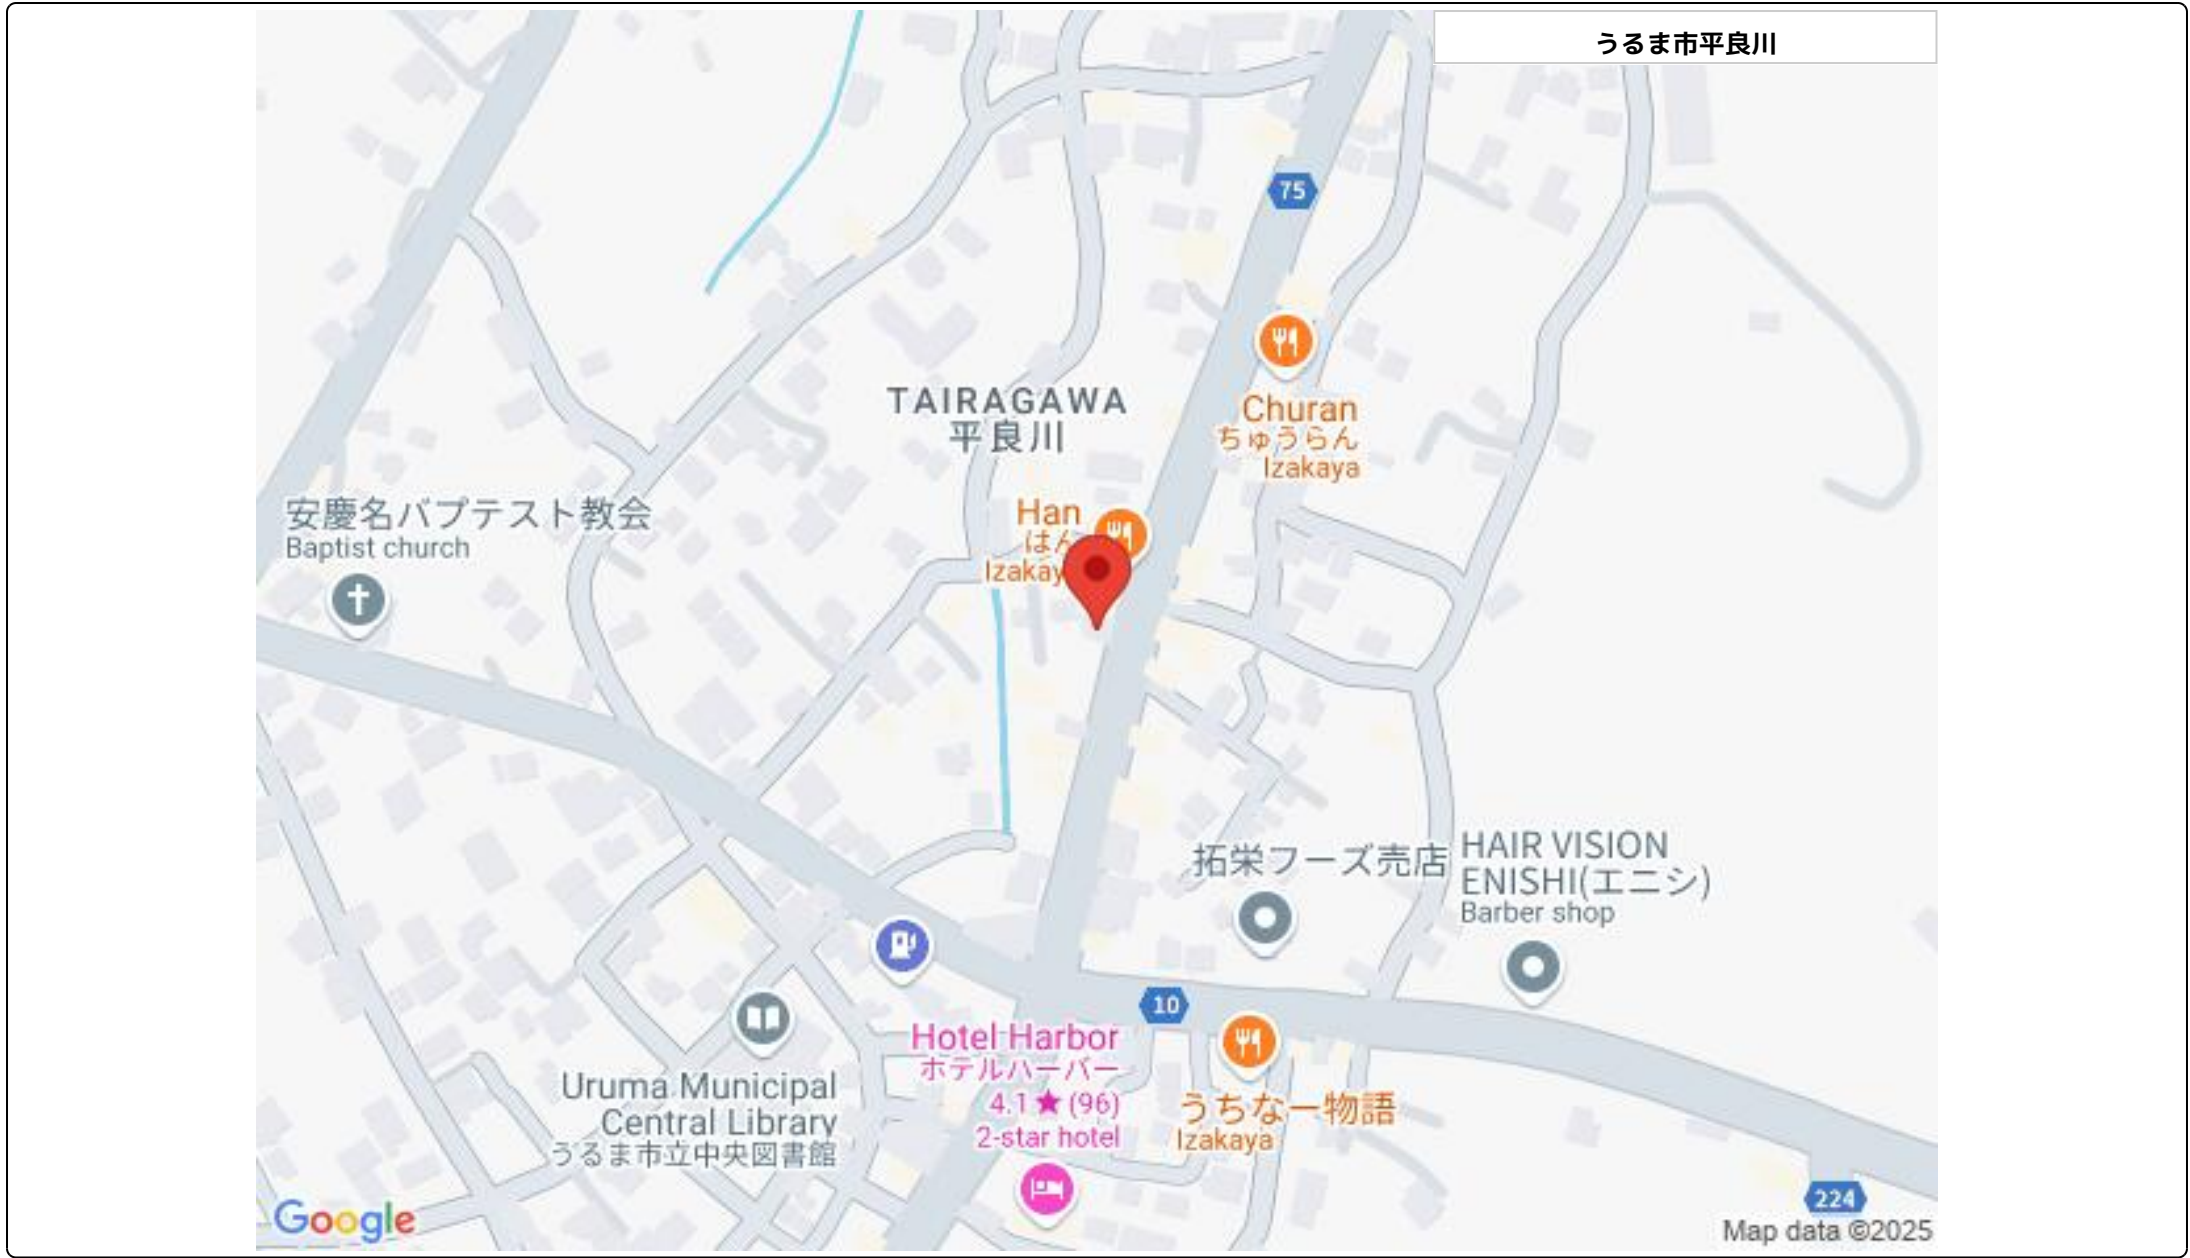 うるま市平良川
75
Churan
ちゅうらん
Izakaya
TAIRAGAWA
平良川
Han
はん
Izakay
安慶名バプテスト教会
Baptist church
拓栄フーズ売店
HAIR VISION
ENISHI(エニシ)
Barber shop
10
Hotel Harbor
ホテルハーバー
4.1 ★ (96)
2-star hotel
うちなー物語
Izakaya
Uruma Municipal
Central Library
うるま市立中央図書館
224
Google
Map data ©2025